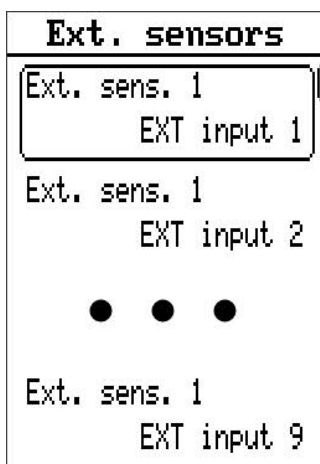 Ext. sensors
Ext. sens. 1
EXT input 1
Ext. sens. 1
EXT input 2
Ext. sens. 1
EXT input 9